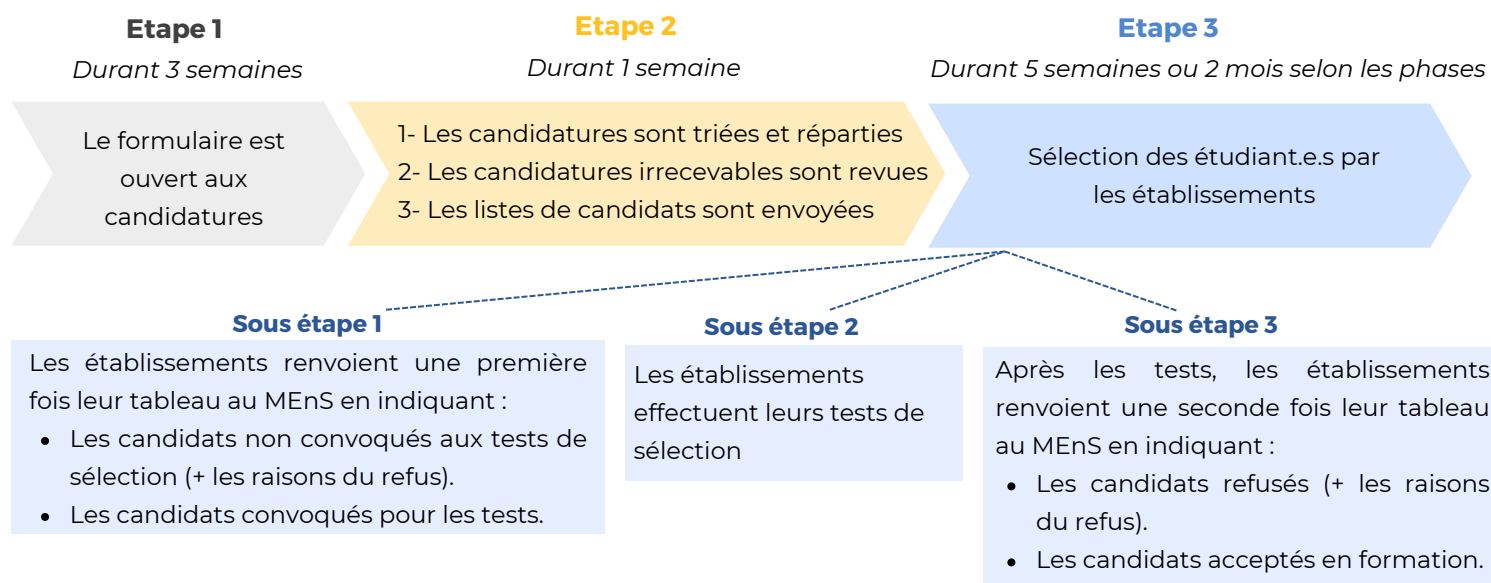 Etape 1
Durant 3 semaines
Le formulaire est
ouvert aux
candidatures
Etape 2
Durant 1 semaine
1- Les candidatures sont triées et réparties
2- Les candidatures irrecevables sont revues
3- Les listes de candidats sont envoyées
Etape 3
Durant 5 semaines ou 2 mois selon les phases
Sélection des étudiant.e.s par
les établissements
Sous étape 1
Les établissements renvoient une première
fois leur tableau au MEnS en indiquant :
• Les candidats non convoqués aux tests de
sélection (+ les raisons du refus).
• Les candidats convoqués pour les tests.
Sous étape 2
Les établissements
effectuent leurs tests de
sélection
Sous étape 3
Après les tests, les établissements
renvoient une seconde fois leur tableau
au MEnS en indiquant :
• Les candidats refusés (+ les raisons
du refus).
• Les candidats acceptés en formation.